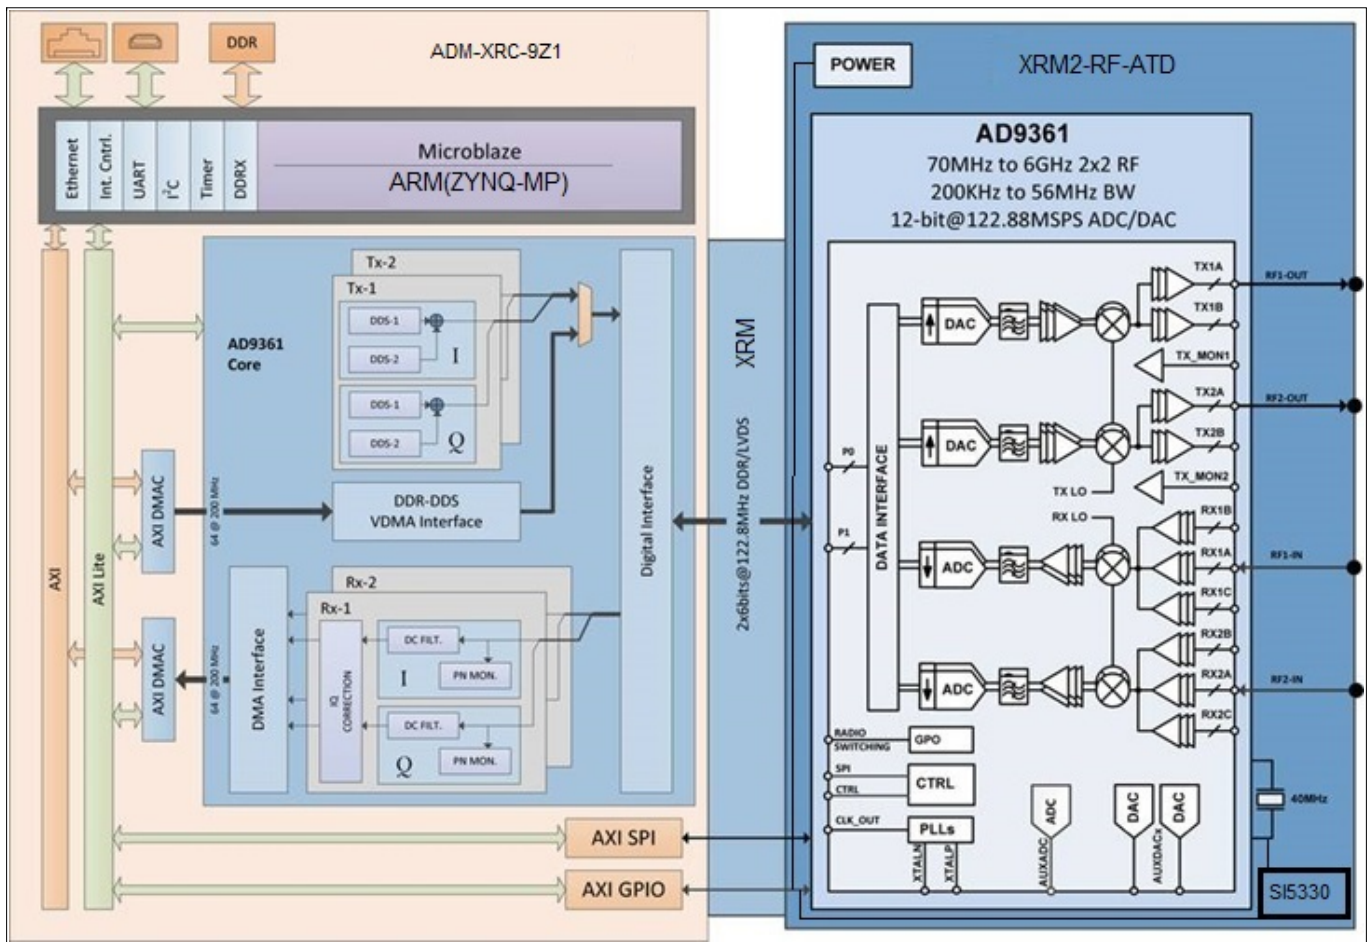 DDR
ADM-XRC-9Z1
Ethernet
Int. Cntrl.
UART
I²C
Timer
DDRX
Microblaze
ARM(ZYNQ-MP)
AD9361
Core
Tx-2
Tx-1
DDS-1
DDS-2
I
DDS-1
DDS-2
Q
DDR-DDS
VDMA Interface
AXI
AXI Lite
AXI DMAC
64 @ 200 MHz
AXI DMAC
64 @ 200 MHz
DMA Interface
Rx-2
Rx-1
IQ
CORRECTION
DC FILT.
PN MON.
I
DC FILT.
PN MON.
Q
Digital Interface
AXI SPI
AXI GPIO
XRM
2x6bits@122.8MHz DDR/LVDS
POWER
XRM2-RF-ATD
AD9361
70MHz to 6GHz 2x2 RF
200KHz to 56MHz BW
12-bit@122.88MSPS ADC/DAC
P0
P1
DATA INTERFACE
DAC
DAC
ADC
ADC
TX LO
RX LO
TX1A
TX1B
TX_MON1
TX2A
TX2B
TX_MON2
RX1B
RX1A
RX1C
RX2B
RX2A
RX2C
RF1-OUT
RF2-OUT
RF1-IN
RF2-IN
RADIO
SWITCHING
GPO
SPI
CTRL
CTRL
CLK_OUT
PLLs
XTALN
XTALP
ADC
AUXADC
DAC
DAC
AUXDACx
40MHz
SI5330